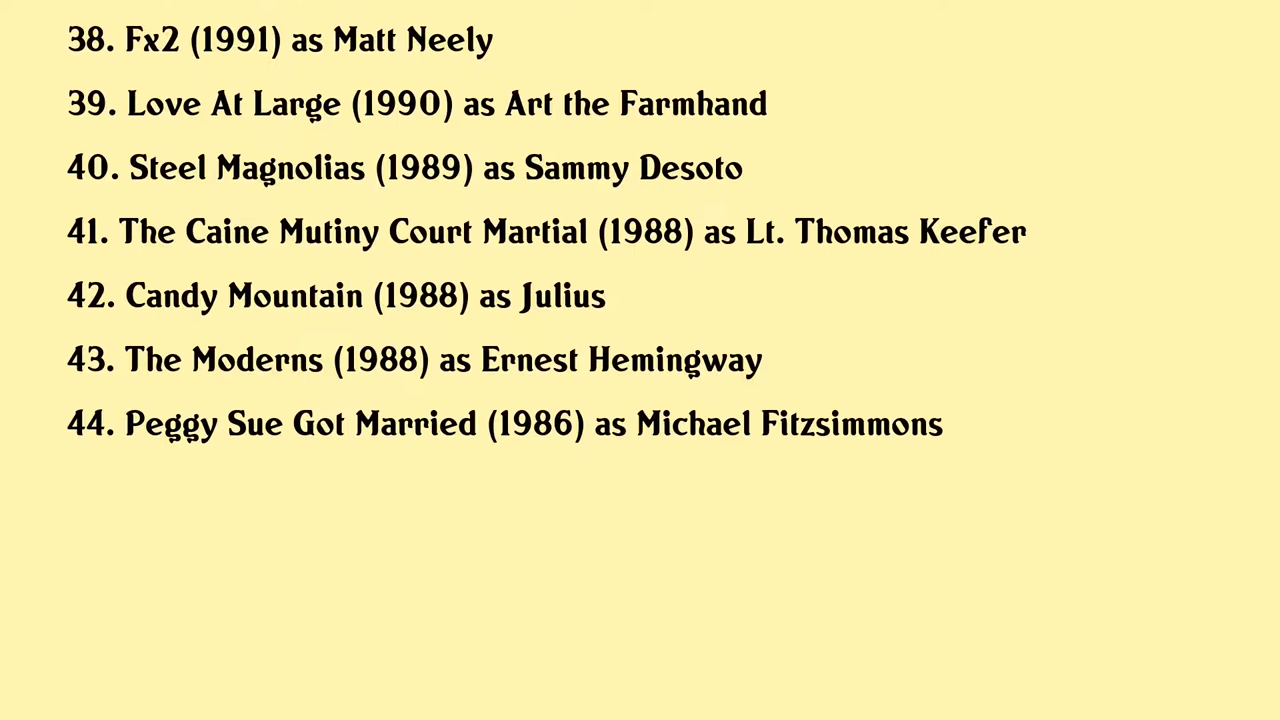 38. Fx2 (1991) as Matt Neely
39. Love At Large (1990) as Art the Farmhand
40. Steel Magnolias (1989) as Sammy Desoto
41. The Caine Mutiny Court Martial (1988) as Lt. Thomas Keefer
42. Candy Mountain (1988) as Julius
43. The Moderns (1988) as Ernest Hemingway
44. Peggy Sue Got Married (1986) as Michael Fitzsimmons